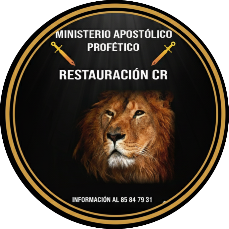 MINISTERIO APOSTÓLICO
PROFÉTICO
RESTAURACIÓN CR
INFORMACIÓN AL 85 84 79 31